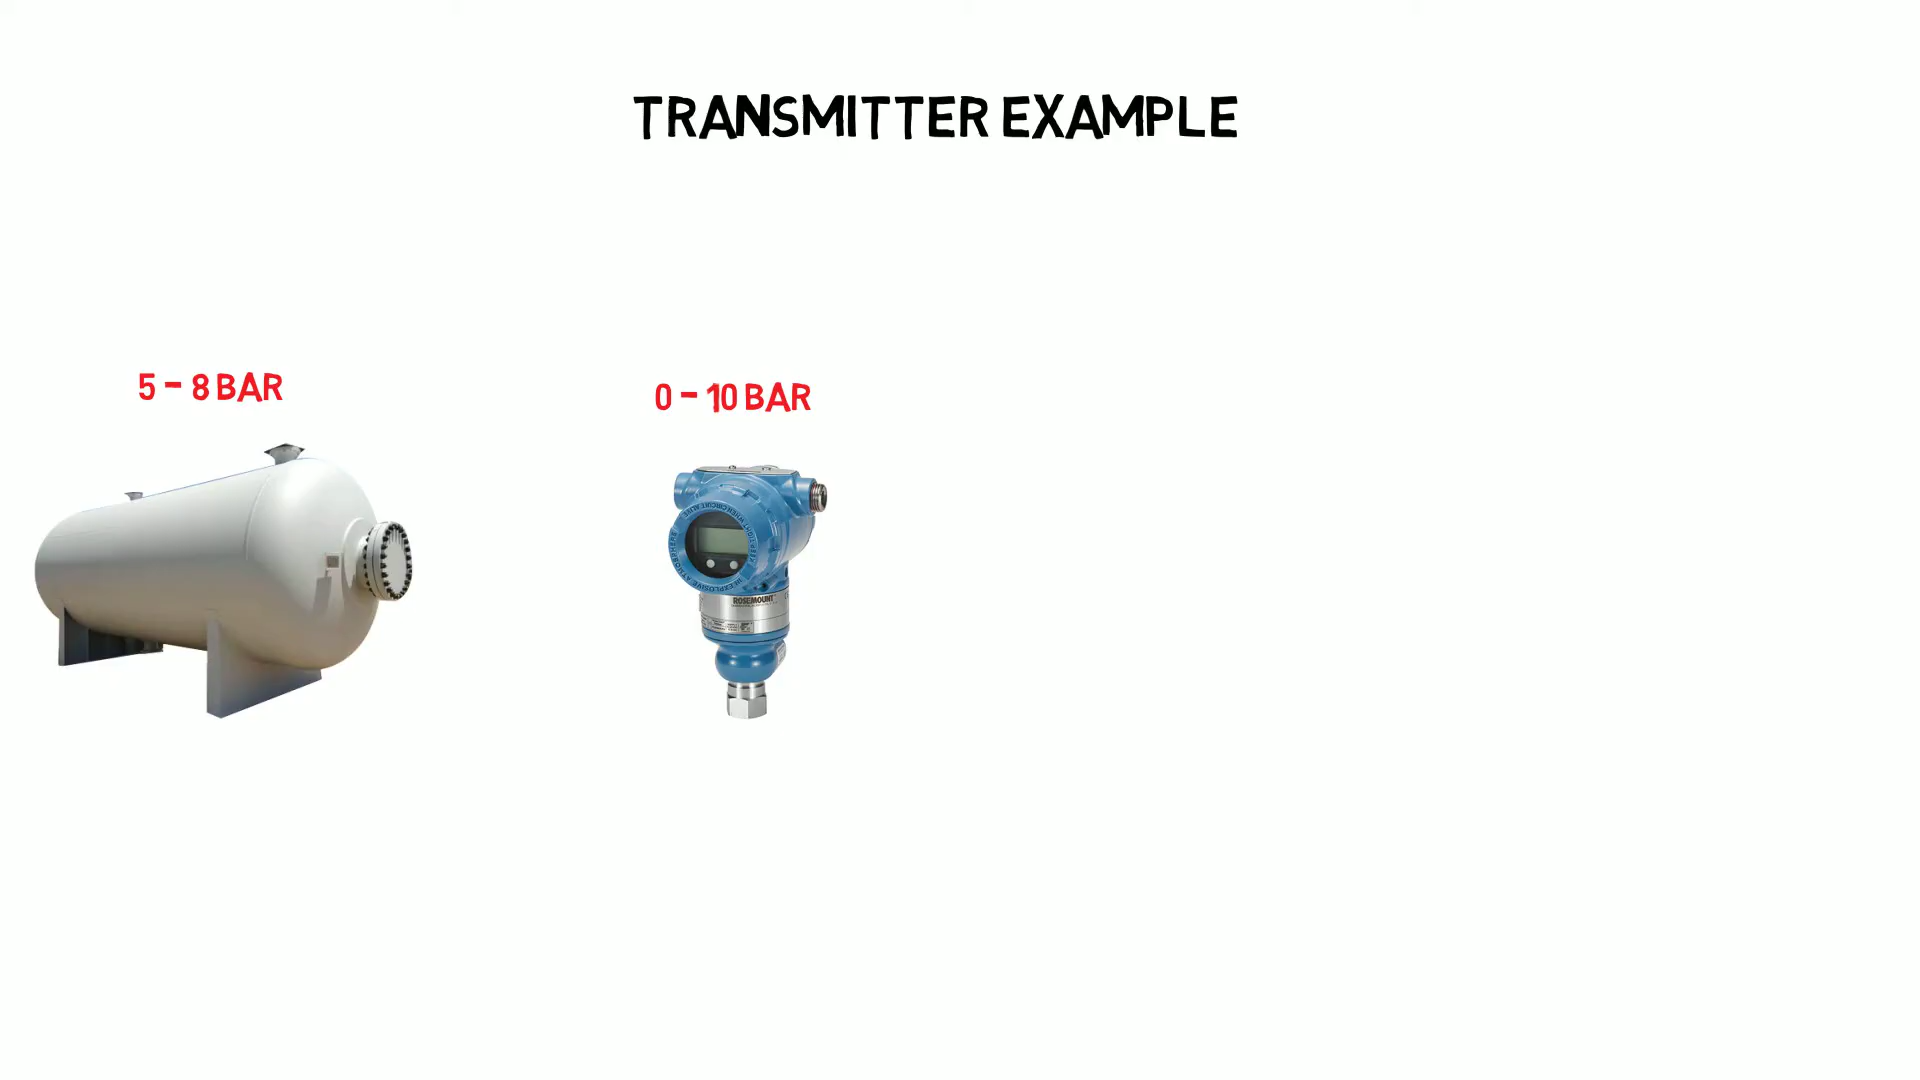 TRANSMITTER EXAMPLE
5 - 8 BAR
0 - 10 BAR
ROSEMOUNT